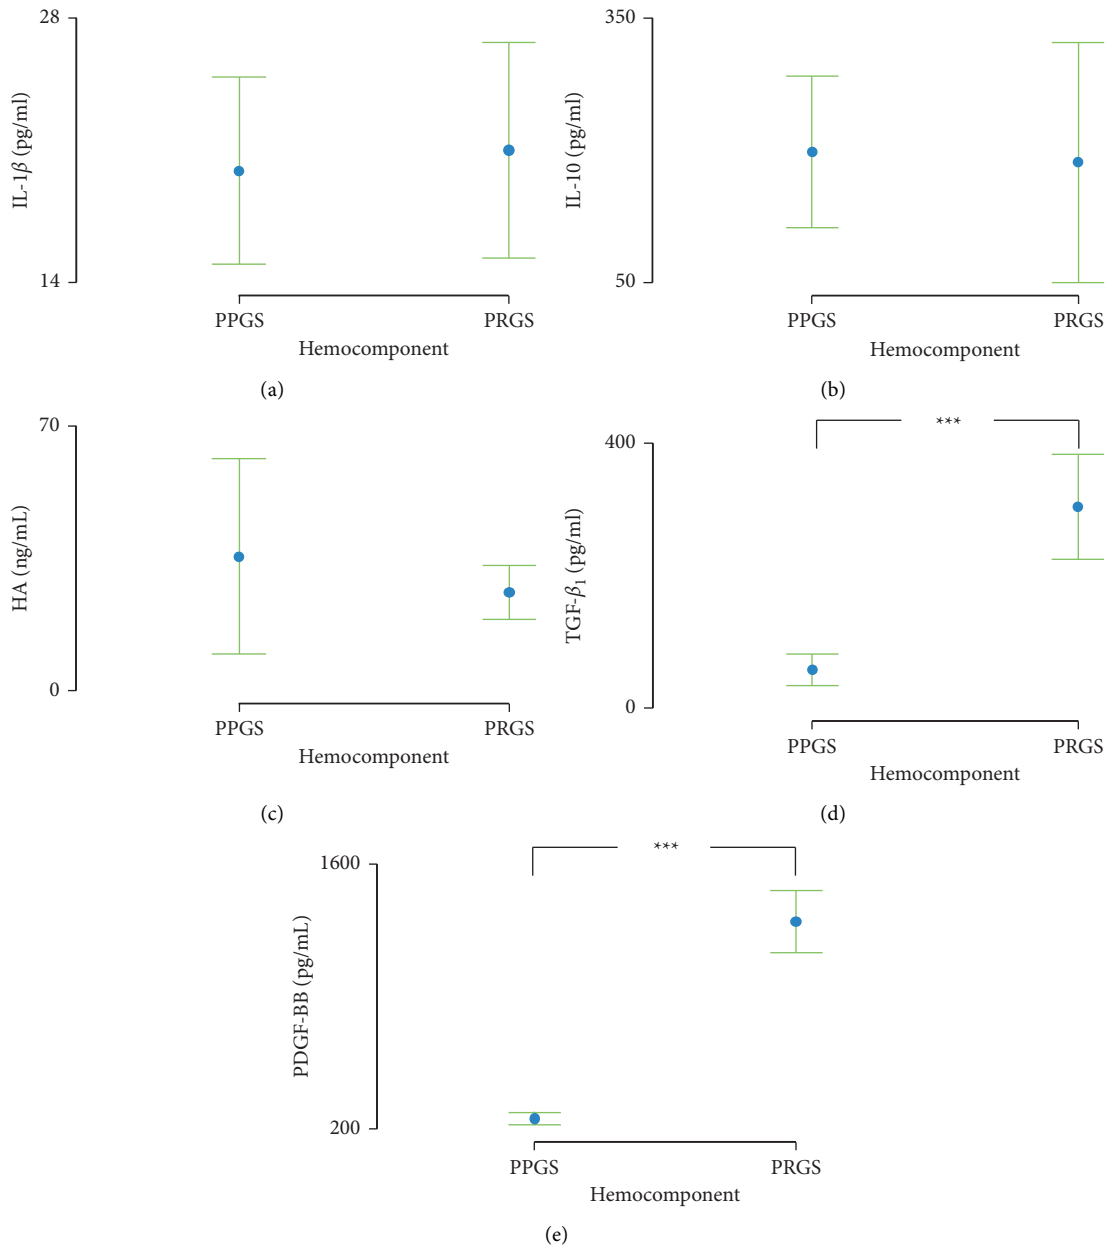 28
IL-1β (pg/ml)
14
PPGS PRGS
Hemocomponent
(a)
350
IL-10 (pg/ml)
50
PPGS PRGS
Hemocomponent
(b)
70
HA (ng/mL)
0
PPGS PRGS
Hemocomponent
(c)
***
400
TGF-β₁ (pg/ml)
0
PPGS PRGS
Hemocomponent
(d)
***
1600
PDGF-BB (pg/mL)
200
PPGS PRGS
Hemocomponent
(e)